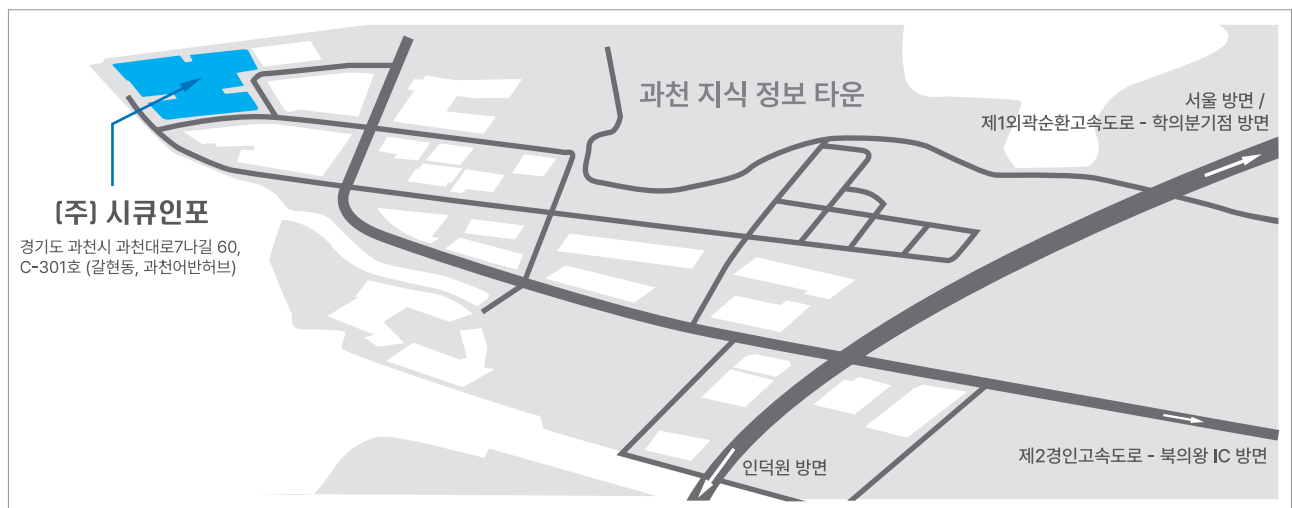 과천 지식 정보 타운
서울 방면 /
제1외곽순환고속도로 - 학의분기점 방면
(주) 시큐인포
경기도 과천시 과천대로7나길 60,
C-301호 (갈현동, 과천어반허브)
인덕원 방면
제2경인고속도로 - 북의왕 IC 방면